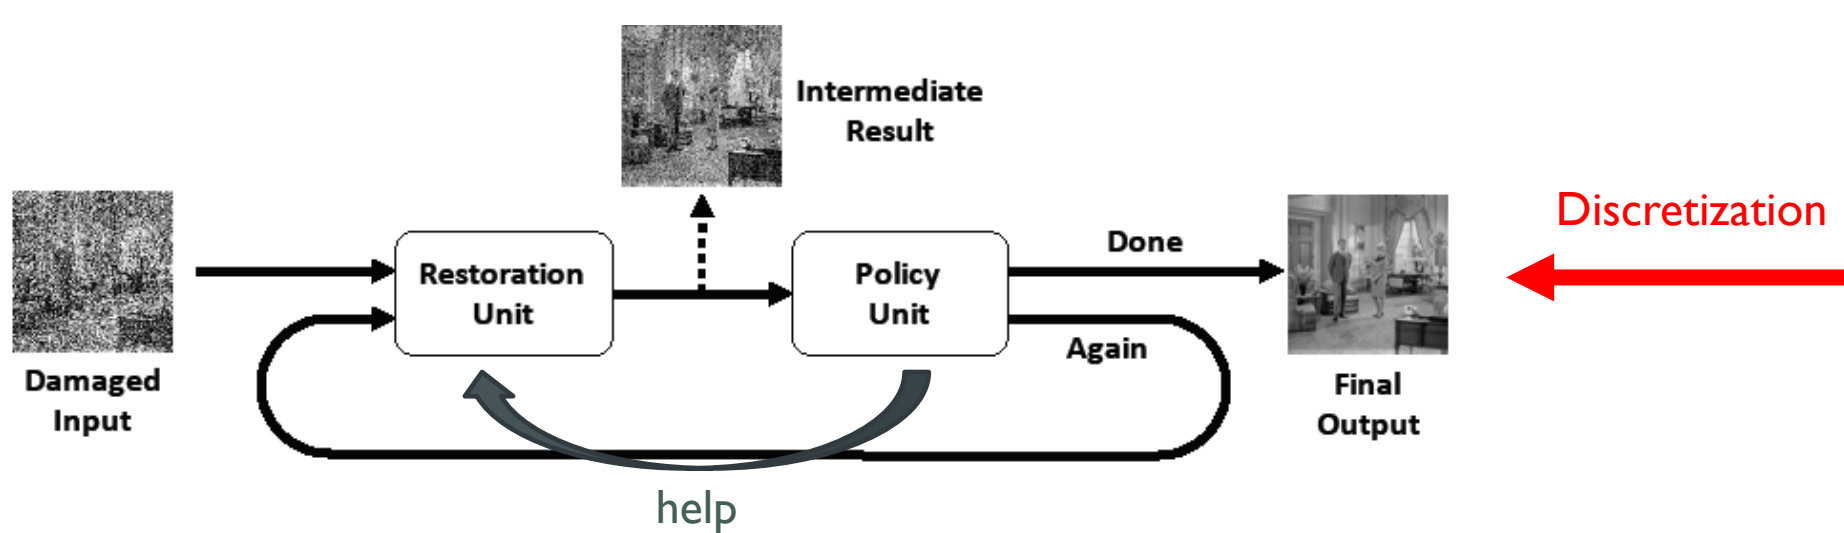 Intermediate
Result
Damaged
Input
Restoration
Unit
Policy
Unit
Done
Again
help
Final
Output
Discretization